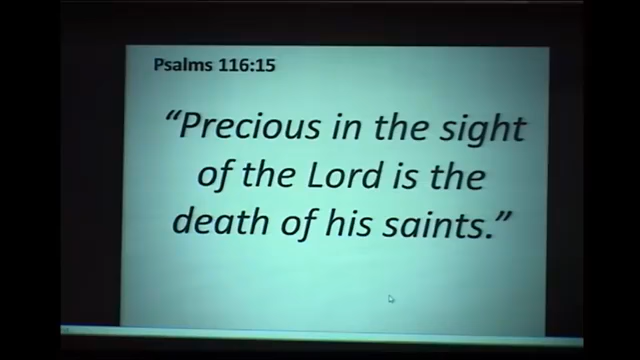 Psalms 116:15
“Precious in the sight
of the Lord is the
death of his saints.”